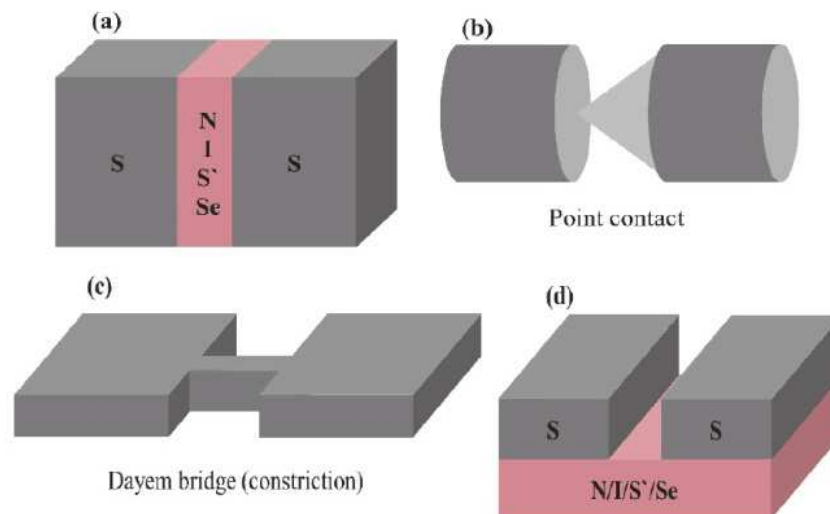 (a)
S
N
I
S`
Se
S
(b)
Point contact
(c)
Dayem bridge (constriction)
(d)
S
S
N/I/S`/Se